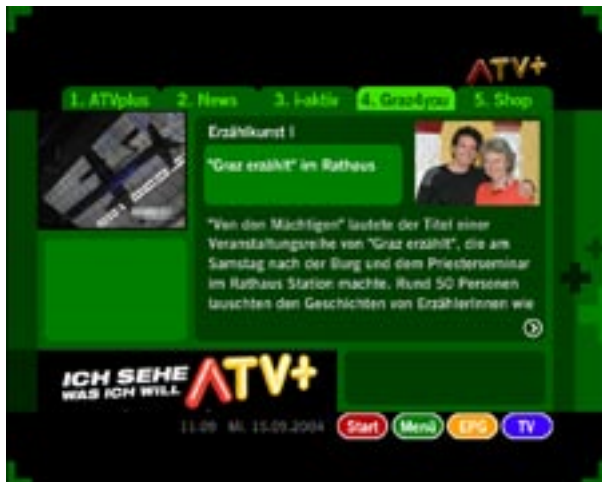 ATV+
1. ATVplus 2. News 3. i-aktiv 4. Graz4you 5. Shop
Erzählkunst I
"Graz erzählt" im Rathaus
"Von den Mächtigen" lautete der Titel einer
Veranstaltungsreihe von "Graz erzählt", die am
Samstag nach der Burg und dem Priesterseminar
im Rathaus Station machte. Rund 50 Personen
lauschten den Geschichten von ErzählerInnen wie
ICH SEHE
WAS ICH WILL
ATV+
11:09 Mi. 15.09.2004 Start Menü EPG TV